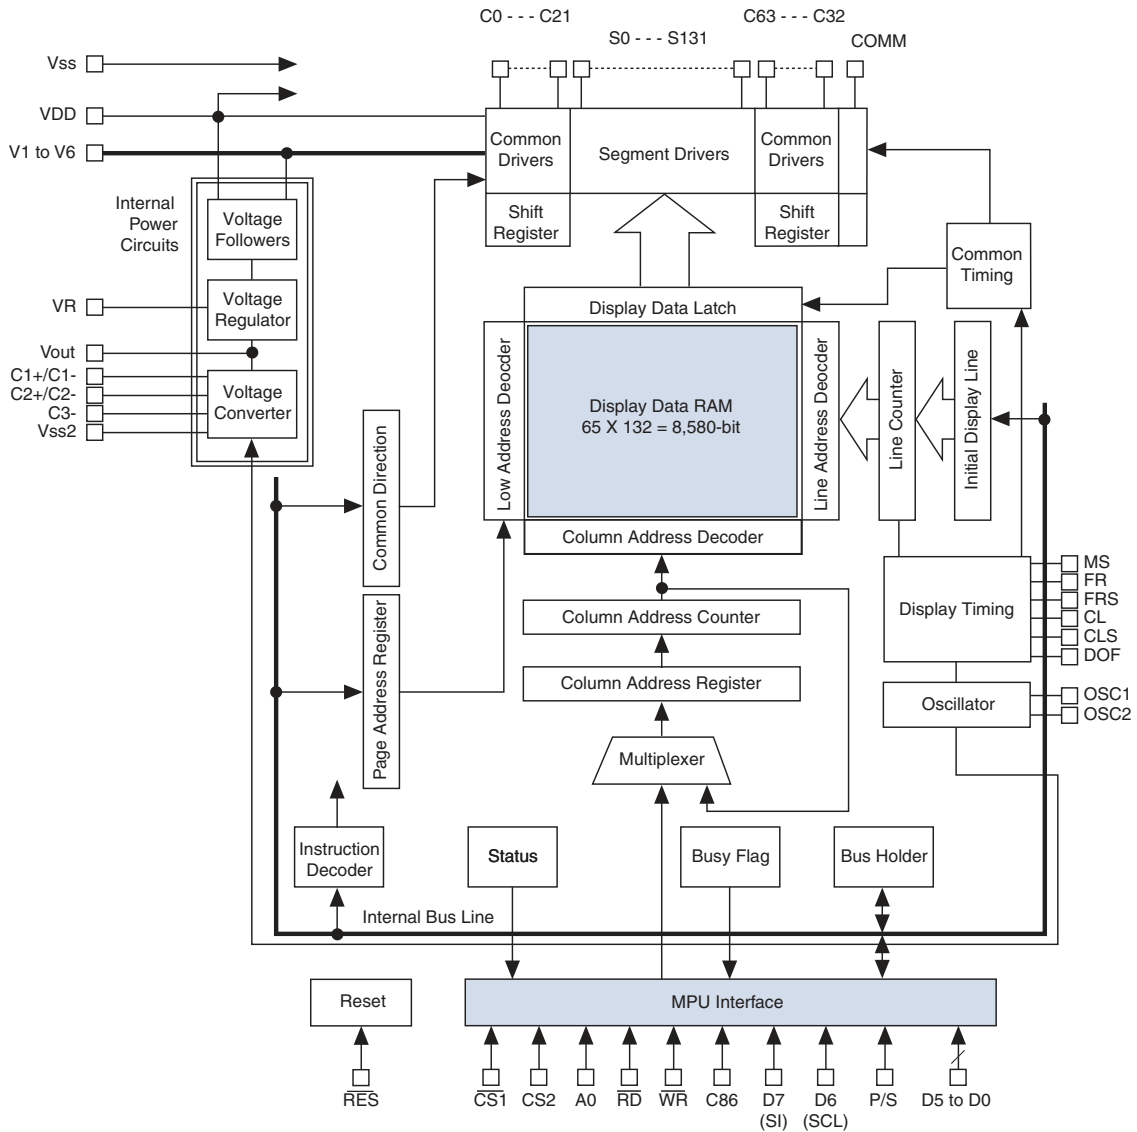 C0 - - - C21
C63 - - - C32
S0 - - - S131
COMM
Vss
VDD
V1 to V6
Common
Drivers
Segment Drivers
Common
Drivers
Shift
Register
Shift
Register
Internal
Power
Circuits
Voltage
Followers
Voltage
Regulator
Voltage
Converter
VR
Vout
C1+/C1-
C2+/C2-
C3-
Vss2
Common
Timing
Display Data Latch
Low Address Deocder
Display Data RAM
65 X 132 = 8,580-bit
Line Address Deocder
Line Counter
Initial Display Line
Column Address Decoder
Common Direction
Page Address Register
Column Address Counter
Column Address Register
Multiplexer
Display Timing
MS
FR
FRS
CL
CLS
DOF
Oscillator
OSC1
OSC2
Instruction
Decoder
Status
Busy Flag
Bus Holder
Internal Bus Line
Reset
MPU Interface
RES
CS1
CS2
A0
RD
WR
C86
D7
(SI)
D6
(SCL)
P/S
D5 to D0